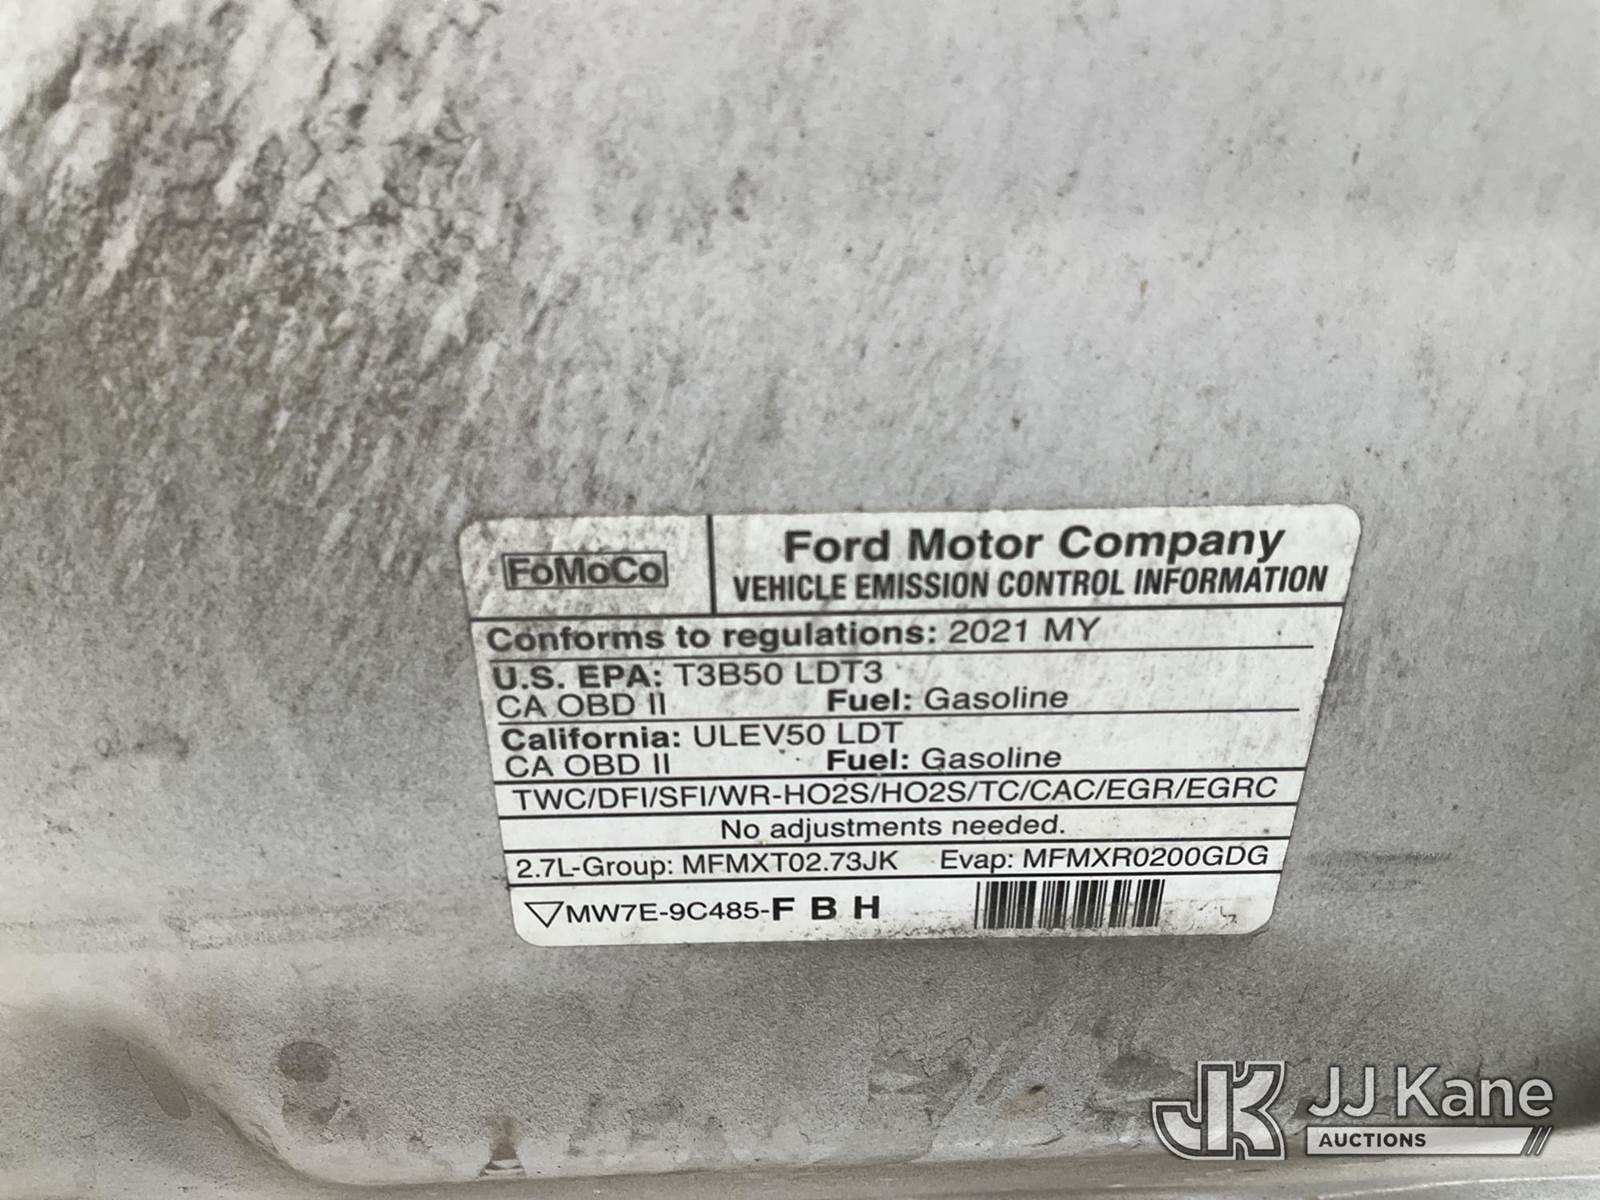 FoMoCo
Ford Motor Company
VEHICLE EMISSION CONTROL INFORMATION
Conforms to regulations: 2021 MY
U.S. EPA: T3B50 LDT3
CA OBD II Fuel: Gasoline
California: ULEV50 LDT
CA OBD II Fuel: Gasoline
TWC/DFI/SFI/WR-HO2S/HO2S/TC/CAC/EGR/EGRC
No adjustments needed.
2.7L-Group: MFMXT02.73JK Evap: MFMXR0200GDG
MW7E-9C485-F B H
JK JJ Kane
AUCTIONS